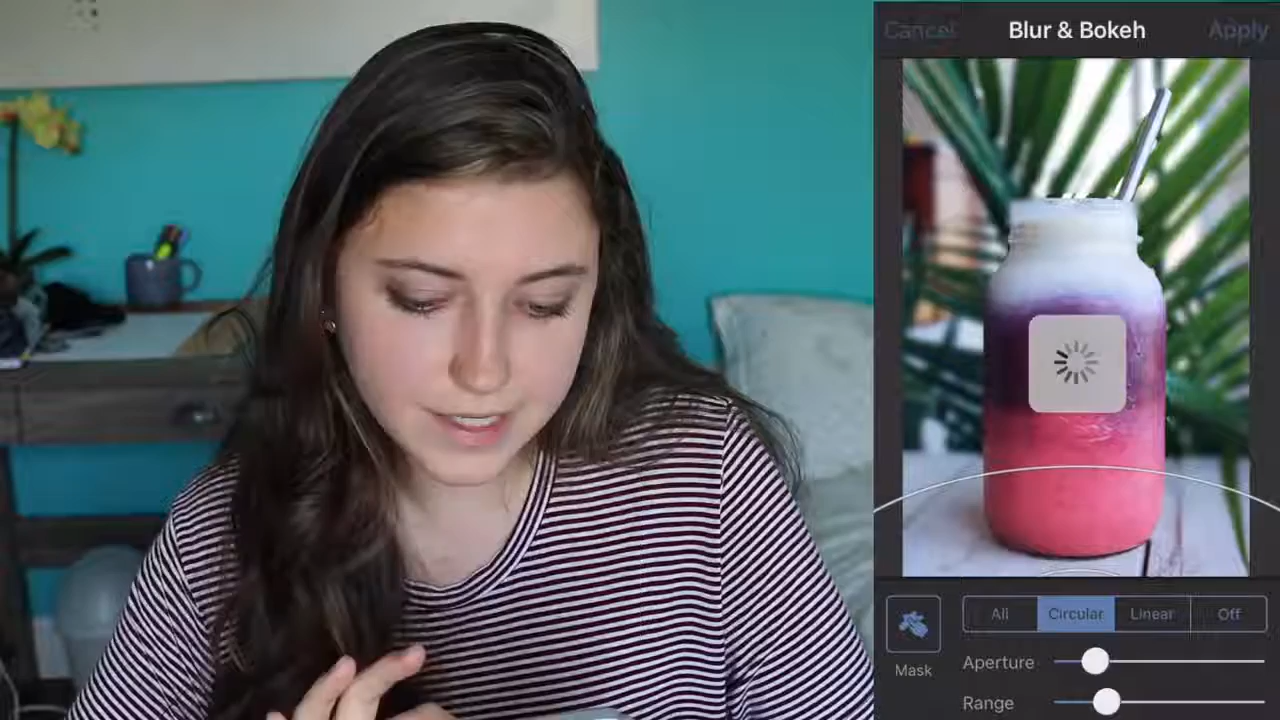 Cancel Blur & Bokeh Apply
All Circular Linear Off
Mask
Aperture
Range